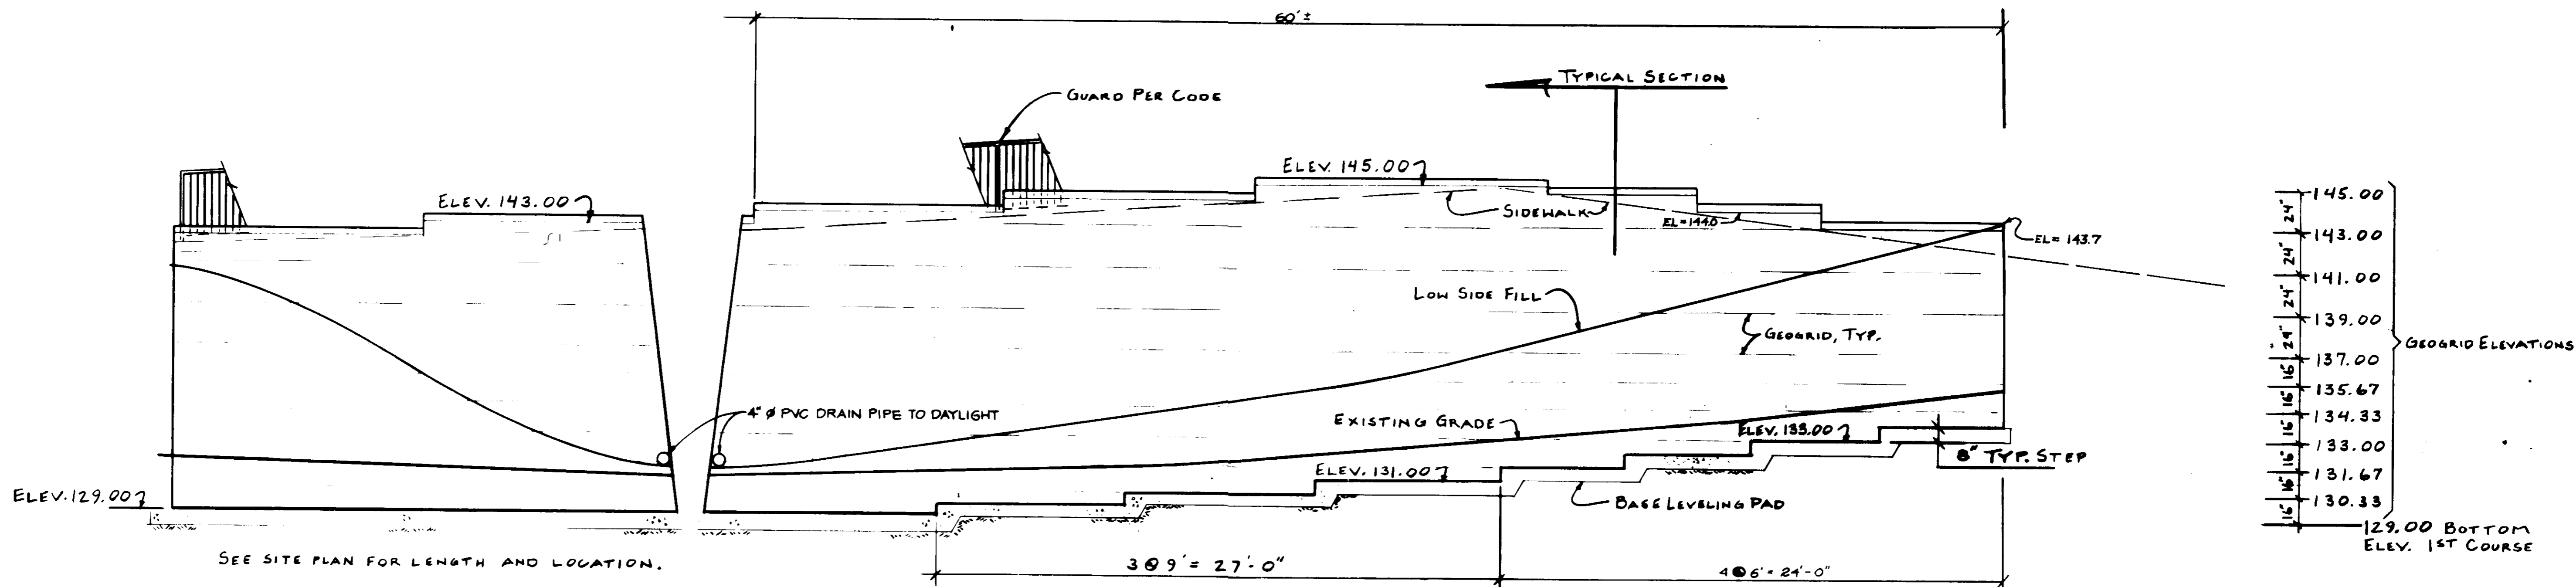 60'±
TYPICAL SECTION
GUARD PER CODE
ELEV. 145.00
ELEV. 143.00
SIDEWALK
EL=144.0
EL= 143.7
LOW SIDE FILL
GEOGRID, TYP.
4" Ø PVC DRAIN PIPE TO DAYLIGHT
EXISTING GRADE
ELEV. 133.00
ELEV. 131.00
8" TYP. STEP
BASE LEVELING PAD
ELEV. 129.00
SEE SITE PLAN FOR LENGTH AND LOCATION.
3@9' = 27'-0"
4@6' = 24'-0"
145.00
24"
143.00
24"
141.00
24"
139.00
24"
137.00
16"
135.67
16"
134.33
16"
133.00
16"
131.67
16"
130.33
16"
129.00 BOTTOM
ELEV. 1ST COURSE
GEOGRID ELEVATIONS